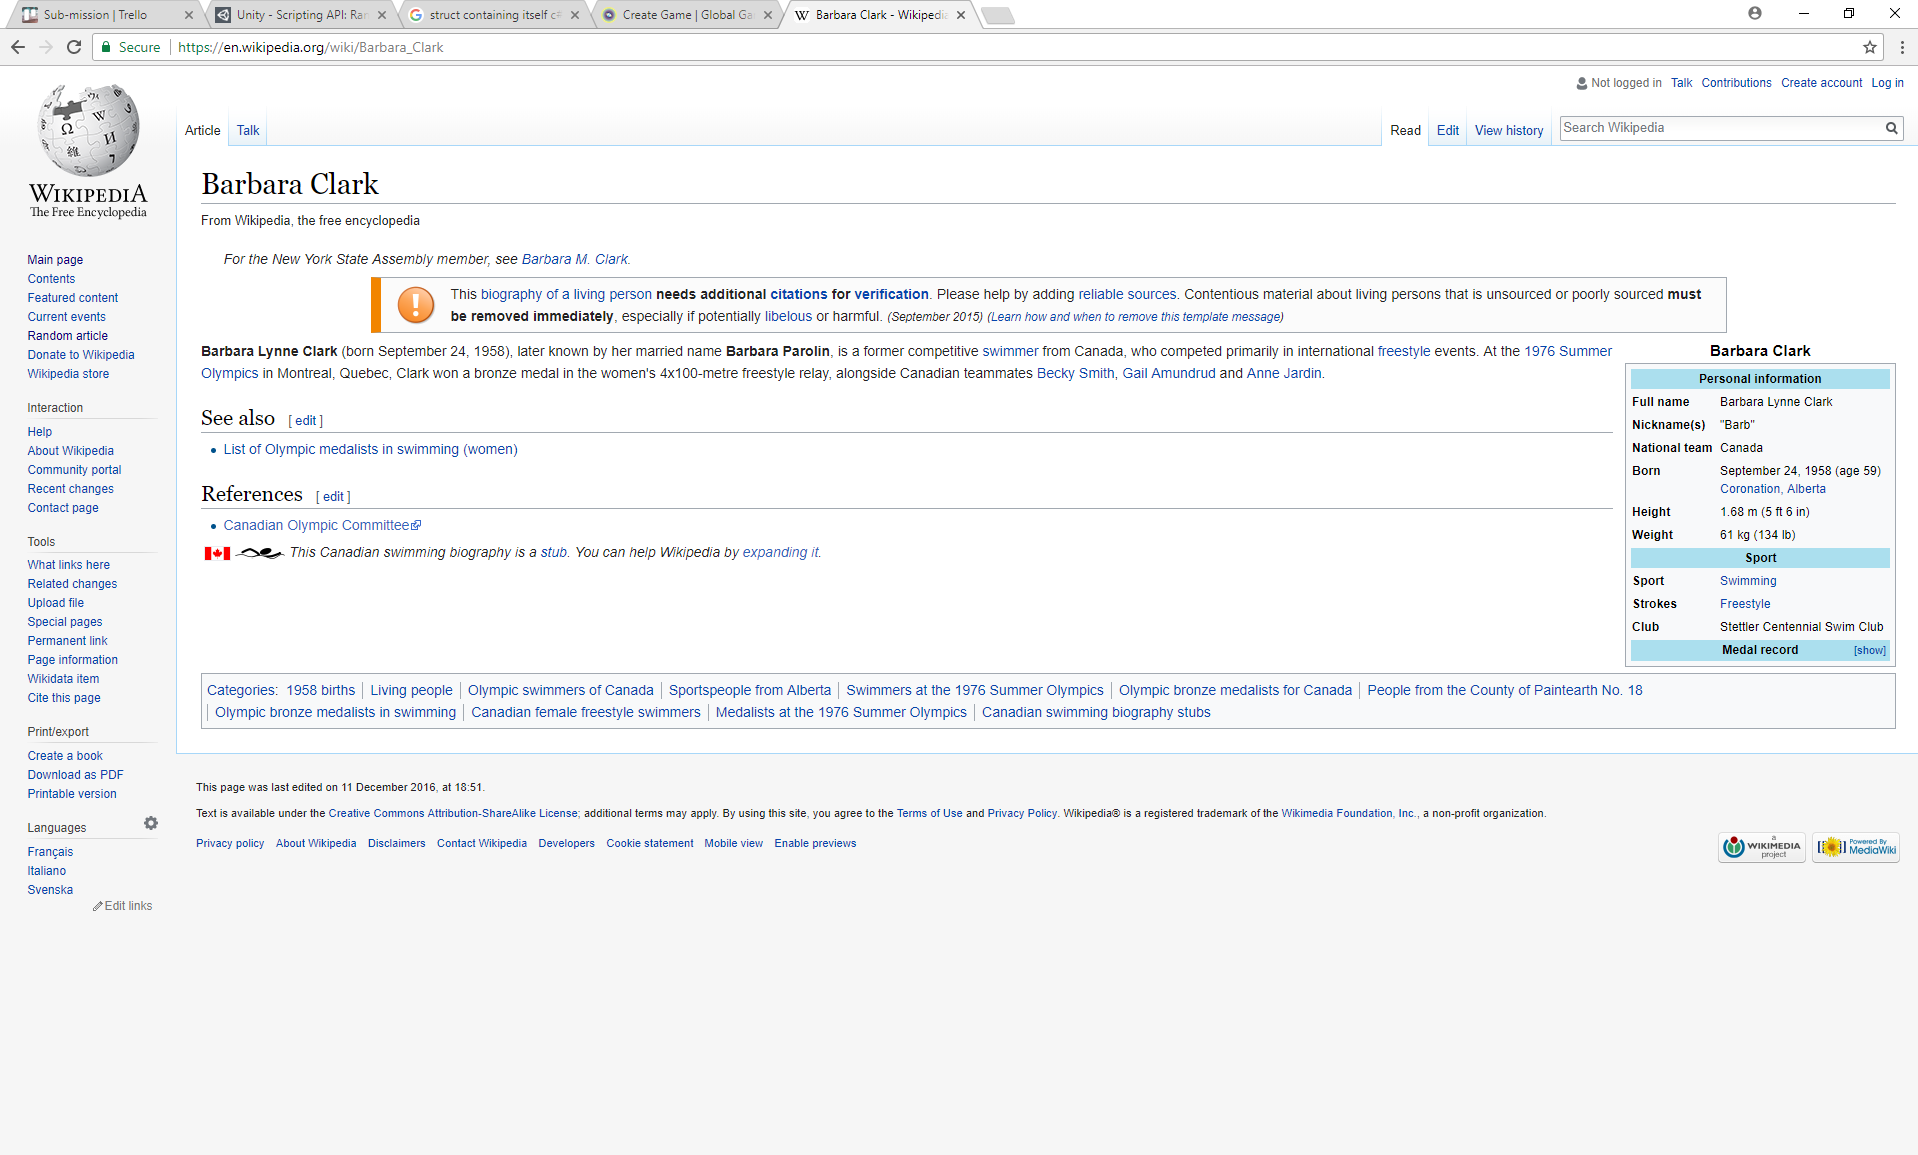 Sub-mission | Trello
Unity - Scripting API: Ran
struct containing itself c#
Create Game | Global Ga
Barbara Clark - Wikipedia
Secure
https://en.wikipedia.org/wiki/Barbara_Clark
Not logged in Talk Contributions Create account Log in
Article Talk
Read Edit View history
Search Wikipedia
WIKIPEDIA
The Free Encyclopedia
Main page
Contents
Featured content
Current events
Random article
Donate to Wikipedia
Wikipedia store
Interaction
Help
About Wikipedia
Community portal
Recent changes
Contact page
Tools
What links here
Related changes
Upload file
Special pages
Permanent link
Page information
Wikidata item
Cite this page
Print/export
Create a book
Download as PDF
Printable version
Languages
Français
Italiano
Svenska
Edit links
Barbara Clark
From Wikipedia, the free encyclopedia
For the New York State Assembly member, see Barbara M. Clark.
This biography of a living person needs additional citations for verification. Please help by adding reliable sources. Contentious material about living persons that is unsourced or poorly sourced must
be removed immediately, especially if potentially libelous or harmful. (September 2015) (Learn how and when to remove this template message)
Barbara Lynne Clark (born September 24, 1958), later known by her married name Barbara Parolin, is a former competitive swimmer from Canada, who competed primarily in international freestyle events. At the 1976 Summer
Olympics in Montreal, Quebec, Clark won a bronze medal in the women's 4x100-metre freestyle relay, alongside Canadian teammates Becky Smith, Gail Amundrud and Anne Jardin.
See also [ edit ]
List of Olympic medalists in swimming (women)
References [ edit ]
Canadian Olympic Committee
This Canadian swimming biography is a stub. You can help Wikipedia by expanding it.
Barbara Clark
Personal information
Full name Barbara Lynne Clark
Nickname(s) "Barb"
National team Canada
Born September 24, 1958 (age 59)
Coronation, Alberta
Height 1.68 m (5 ft 6 in)
Weight 61 kg (134 lb)
Sport
Sport Swimming
Strokes Freestyle
Club Stettler Centennial Swim Club
Medal record [show]
Categories: 1958 births | Living people | Olympic swimmers of Canada | Sportspeople from Alberta | Swimmers at the 1976 Summer Olympics | Olympic bronze medalists for Canada | People from the County of Paintearth No. 18
| Olympic bronze medalists in swimming | Canadian female freestyle swimmers | Medalists at the 1976 Summer Olympics | Canadian swimming biography stubs
This page was last edited on 11 December 2016, at 18:51.
Text is available under the Creative Commons Attribution-ShareAlike License; additional terms may apply. By using this site, you agree to the Terms of Use and Privacy Policy. Wikipedia® is a registered trademark of the Wikimedia Foundation, Inc., a non-profit organization.
Privacy policy About Wikipedia Disclaimers Contact Wikipedia Developers Cookie statement Mobile view Enable previews
a
WIKIMEDIA
project
Powered By
MediaWiki